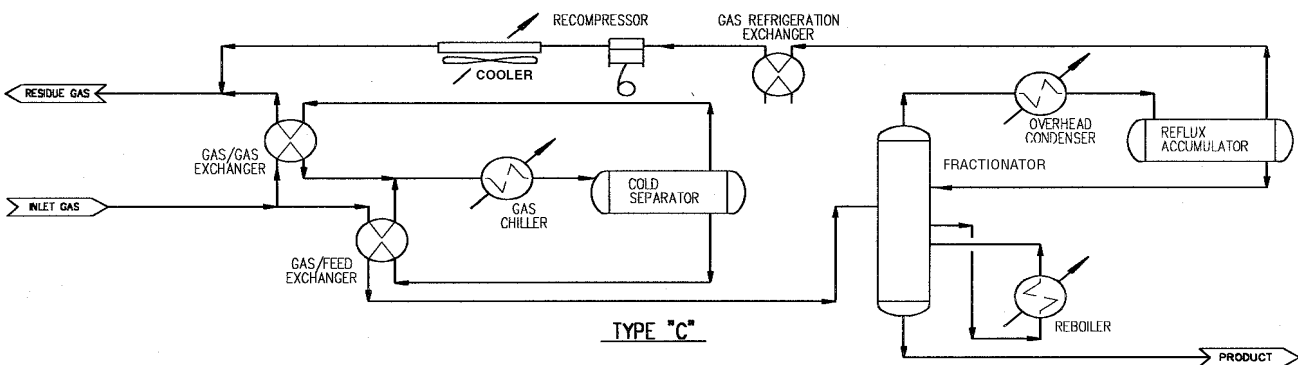 RECOMPRESSOR
GAS REFRIGERATION
EXCHANGER
COOLER
RESIDUE GAS
GAS/GAS
EXCHANGER
OVERHEAD
CONDENSER
REFLUX
ACCUMULATOR
FRACTIONATOR
INLET GAS
GAS
CHILLER
COLD
SEPARATOR
GAS/FEED
EXCHANGER
REBOILER
TYPE "C"
PRODUCT